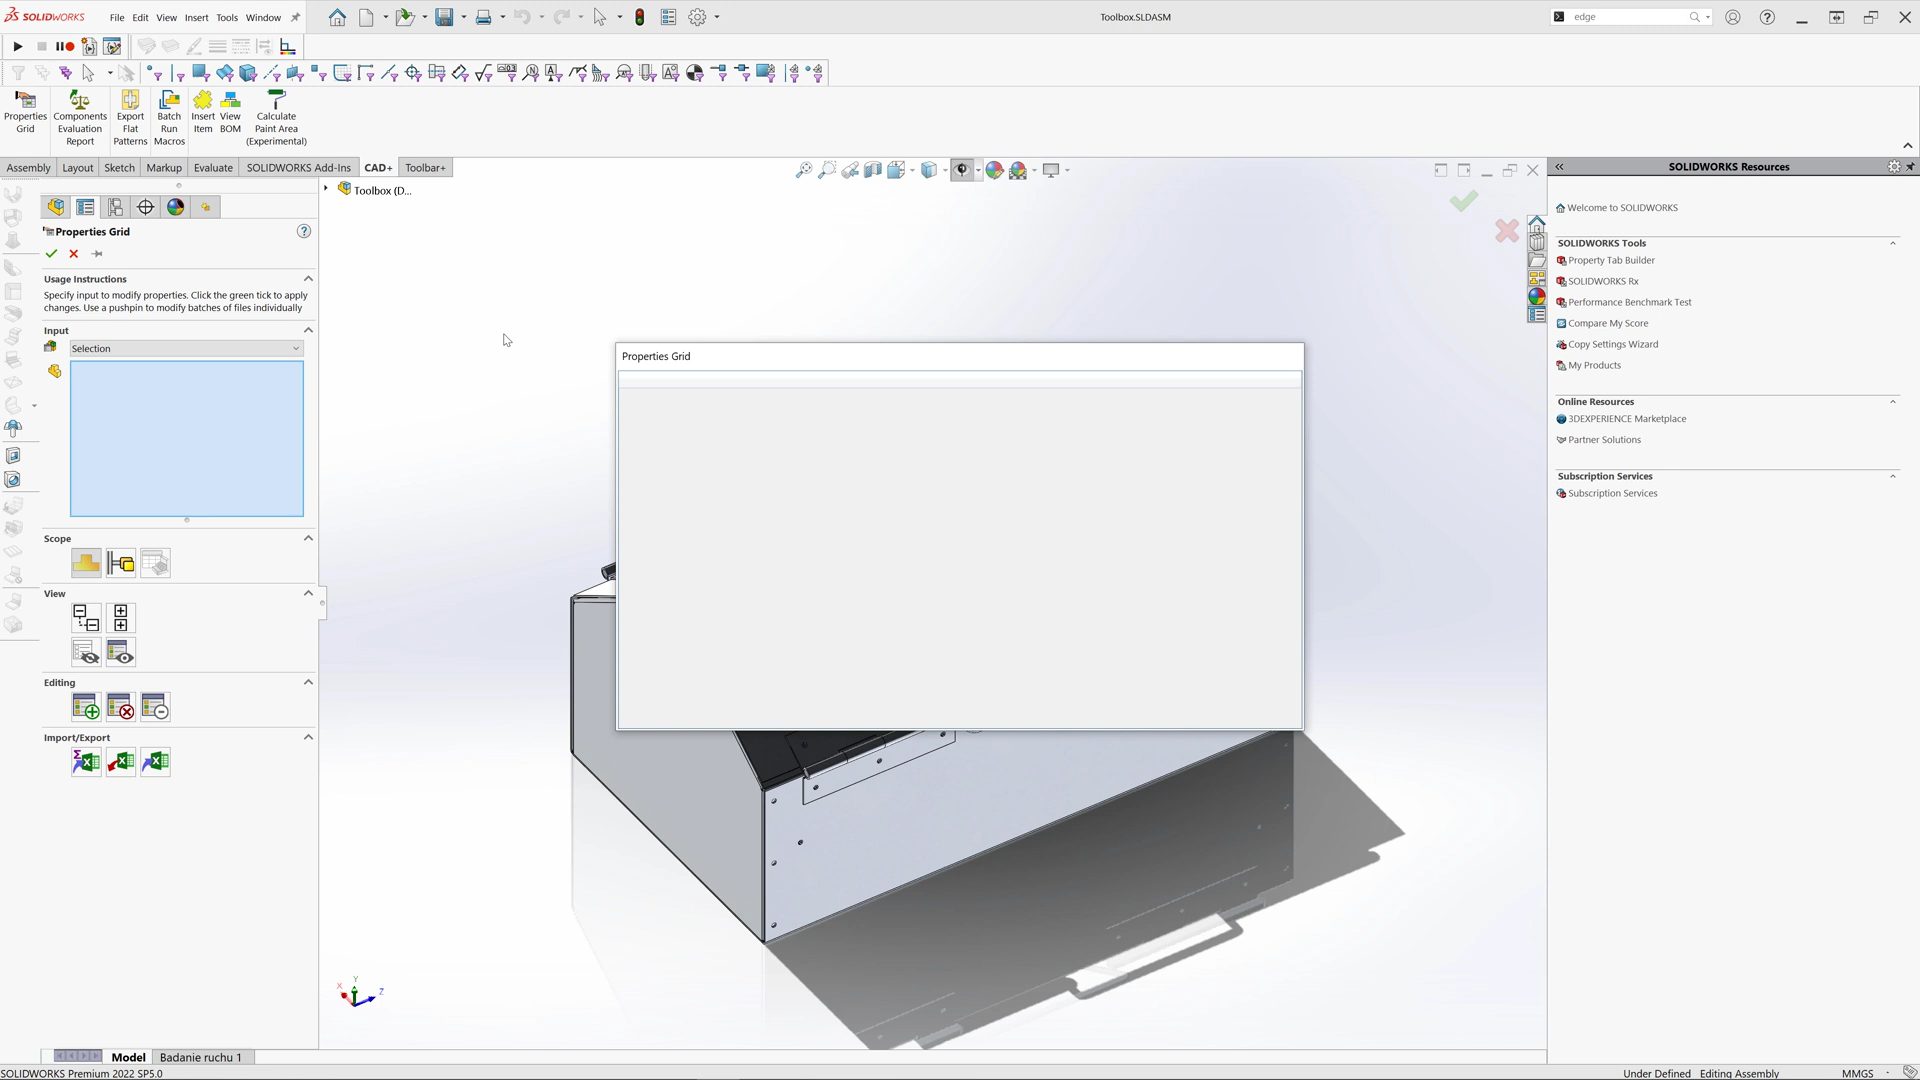 SOLIDWORKS
File Edit View Insert Tools Window
Toolbox.SLDASM
edge
Properties Grid
Components Evaluation Report
Export Flat Patterns
Batch Run Macros
Insert Item
View BOM
Calculate Paint Area (Experimental)
Assembly Layout Sketch Markup Evaluate SOLIDWORKS Add-Ins CAD+ Toolbar+
Toolbox (D...
Properties Grid
Usage Instructions
Specify input to modify properties. Click the green tick to apply
changes. Use a pushpin to modify batches of files individually
Input
Selection
Scope
View
Editing
Import/Export
Properties Grid
X Y Z
SOLIDWORKS Resources
Welcome to SOLIDWORKS
SOLIDWORKS Tools
Property Tab Builder
SOLIDWORKS Rx
Performance Benchmark Test
Compare My Score
Copy Settings Wizard
My Products
Online Resources
3DEXPERIENCE Marketplace
Partner Solutions
Subscription Services
Subscription Services
Model Badanie ruchu 1
SOLIDWORKS Premium 2022 SP5.0
Under Defined Editing Assembly MMGS